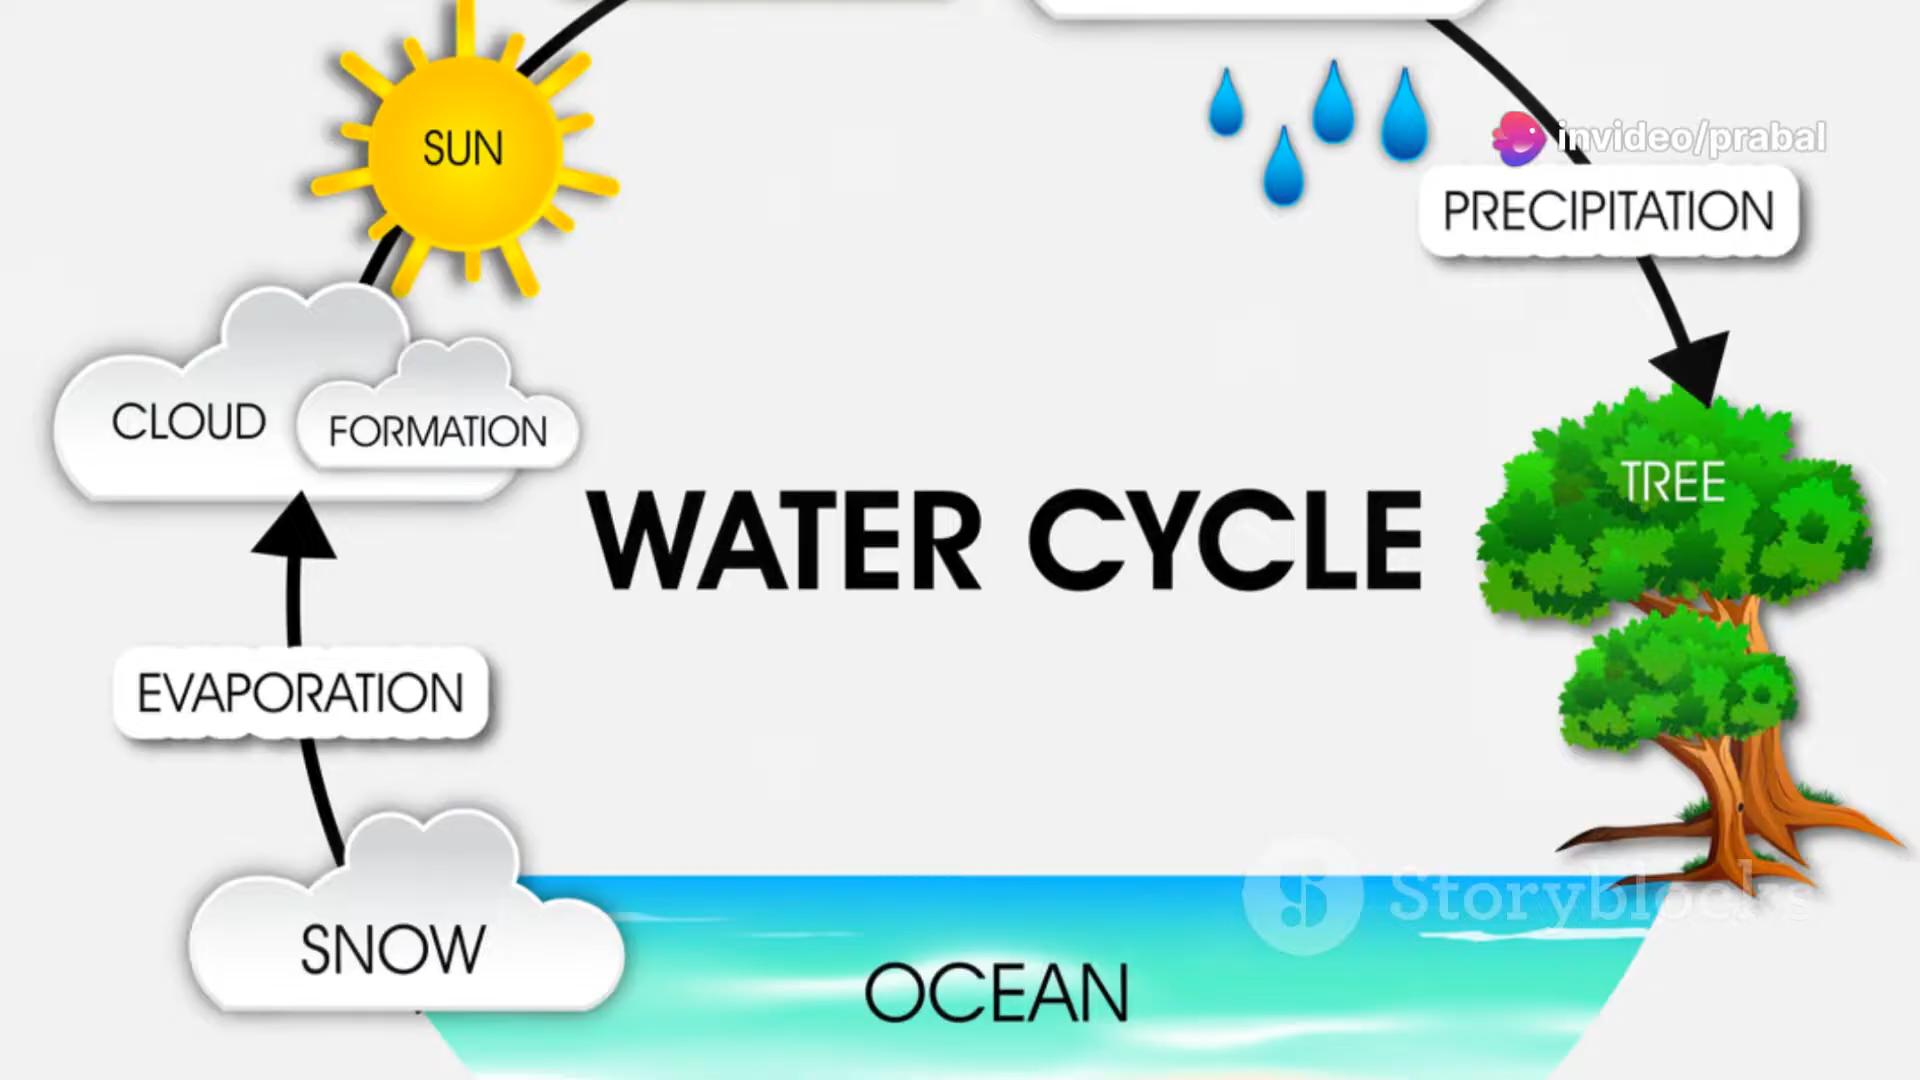 SUN
invideo/prabal
PRECIPITATION
CLOUD
FORMATION
TREE
WATER CYCLE
EVAPORATION
Storyblocks
SNOW
OCEAN